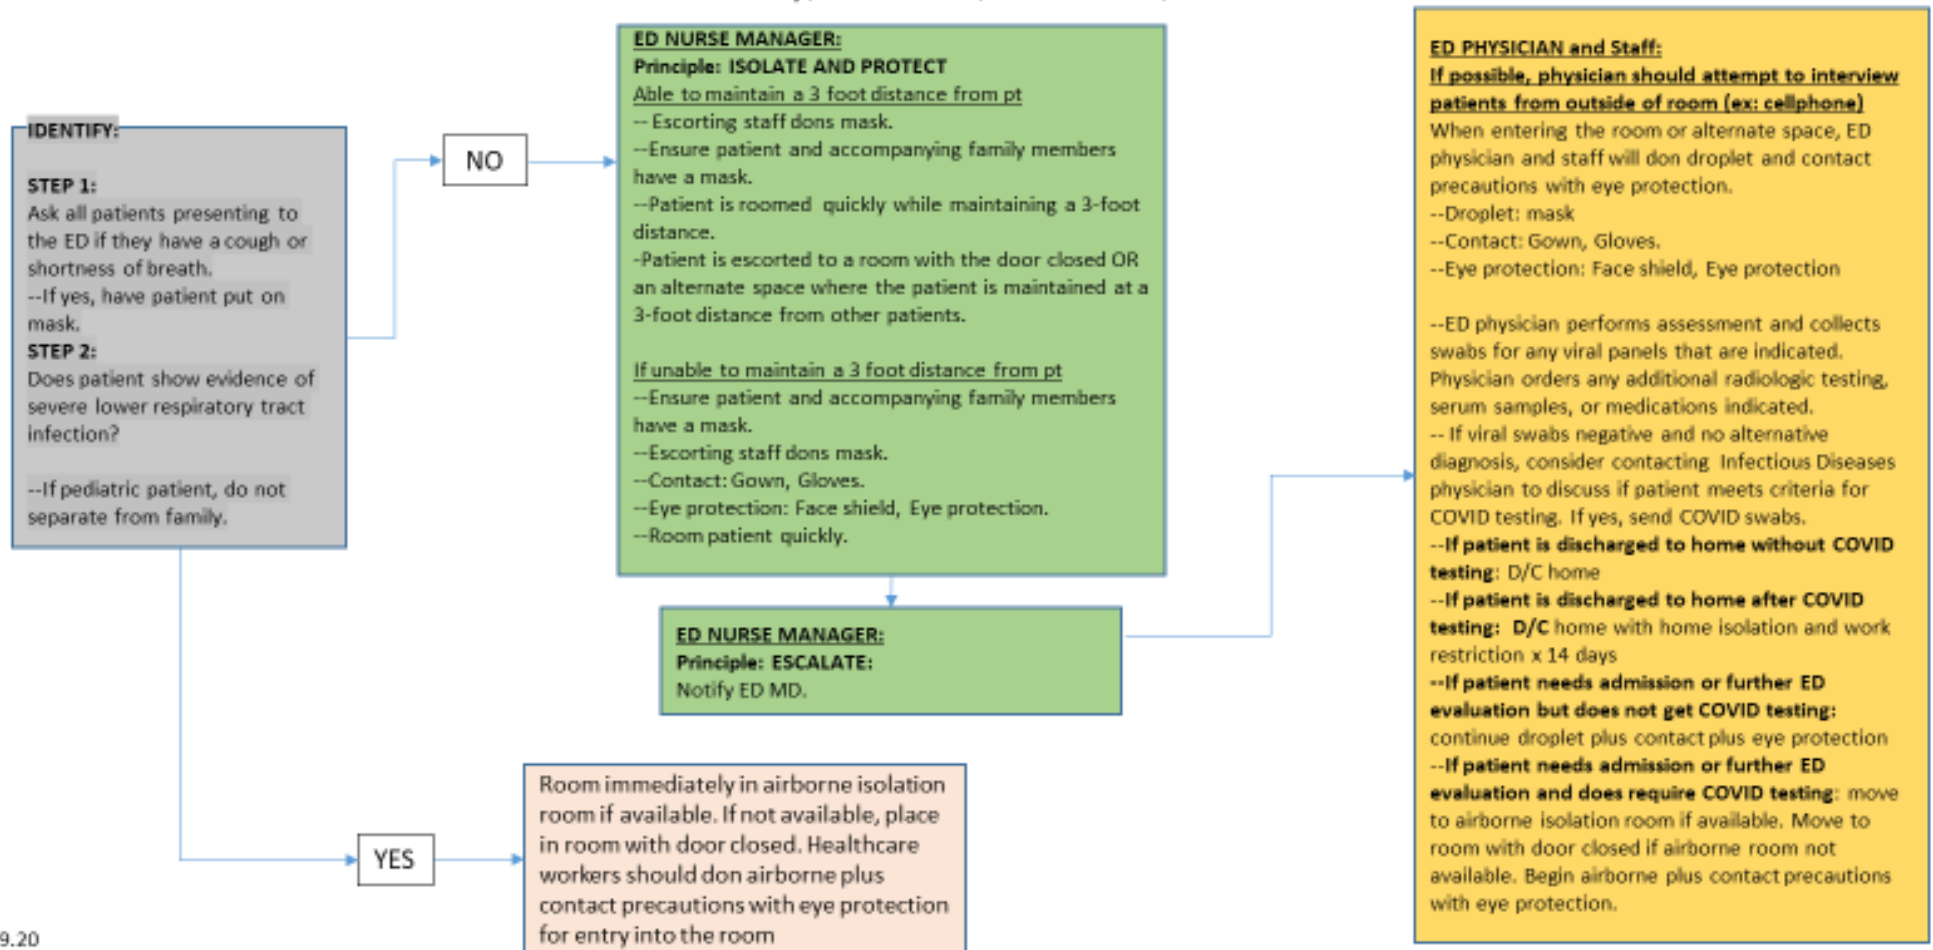 IDENTIFY:
STEP 1:
Ask all patients presenting to
the ED if they have a cough or
shortness of breath.
--If yes, have patient put on
mask.
STEP 2:
Does patient show evidence of
severe lower respiratory tract
infection?
--If pediatric patient, do not
separate from family.
NO
ED NURSE MANAGER:
Principle: ISOLATE AND PROTECT
Able to maintain a 3 foot distance from pt
-- Escorting staff dons mask.
--Ensure patient and accompanying family members
have a mask.
--Patient is roomed quickly while maintaining a 3-foot
distance.
-Patient is escorted to a room with the door closed OR
an alternate space where the patient is maintained at a
3-foot distance from other patients.
If unable to maintain a 3 foot distance from pt
--Ensure patient and accompanying family members
have a mask.
--Escorting staff dons mask.
--Contact: Gown, Gloves.
--Eye protection: Face shield, Eye protection.
--Room patient quickly.
ED NURSE MANAGER:
Principle: ESCALATE:
Notify ED MD.
YES
Room immediately in airborne isolation
room if available. If not available, place
in room with door closed. Healthcare
workers should don airborne plus
contact precautions with eye protection
for entry into the room
ED PHYSICIAN and Staff:
If possible, physician should attempt to interview
patients from outside of room (ex: cellphone)
When entering the room or alternate space, ED
physician and staff will don droplet and contact
precautions with eye protection.
--Droplet: mask
--Contact: Gown, Gloves.
--Eye protection: Face shield, Eye protection
--ED physician performs assessment and collects
swabs for any viral panels that are indicated.
Physician orders any additional radiologic testing,
serum samples, or medications indicated.
-- If viral swabs negative and no alternative
diagnosis, consider contacting Infectious Diseases
physician to discuss if patient meets criteria for
COVID testing. If yes, send COVID swabs.
--If patient is discharged to home without COVID
testing: D/C home
--If patient is discharged to home after COVID
testing: D/C home with home isolation and work
restriction x 14 days
--If patient needs admission or further ED
evaluation but does not get COVID testing:
continue droplet plus contact plus eye protection
--If patient needs admission or further ED
evaluation and does require COVID testing: move
to airborne isolation room if available. Move to
room with door closed if airborne room not
available. Begin airborne plus contact precautions
with eye protection.
9.20